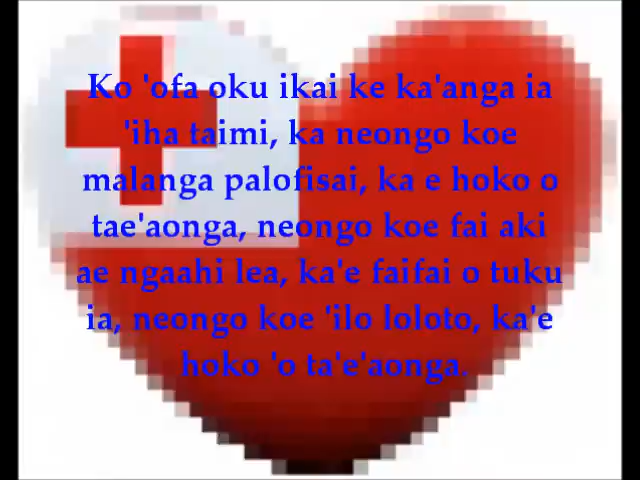 Ko 'ofa oku ikai ke ka'anga ia
'iha taimi, ka neongo koe
malanga palofisai, ka e hoko o
tae'aonga, neongo koe fai aki
ae ngaahi lea, ka'e faifai o tuku
ia, neongo koe 'ilo loloto, ka'e
hoko 'o ta'e'aonga.